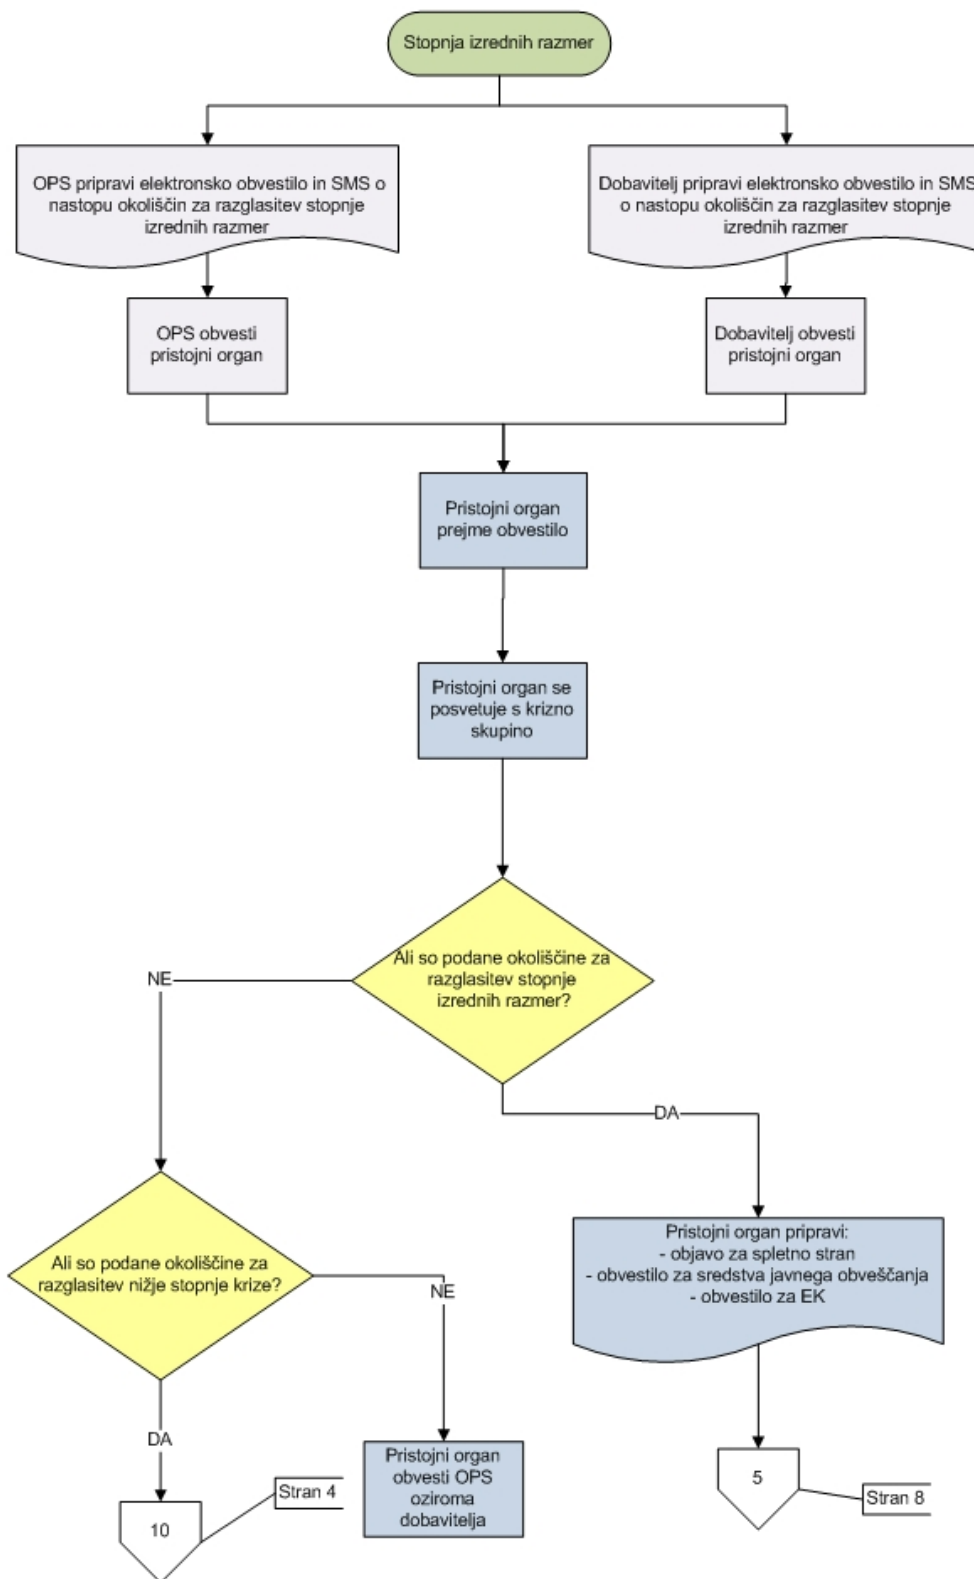 Stopnja izrednih razmer
OPS pripravi elektronsko obvestilo in SMS o
nastopu okoliščin za razglasitev stopnje
izrednih razmer
Dobavitelj pripravi elektronsko obvestilo in SMS
o nastopu okoliščin za razglasitev stopnje
izrednih razmer
OPS obvesti
pristojni organ
Dobavitelj obvesti
pristojni organ
Pristojni organ
prejme obvestilo
Pristojni organ se
posvetuje s krizno
skupino
Ali so podane okoliščine za
razglasitev stopnje
izrednih razmer?
NE
DA
Ali so podane okoliščine za
razglasitev nižje stopnje krize?
NE
Pristojni organ pripravi:
- objavo za spletno stran
- obvestilo za sredstva javnega obveščanja
- obvestilo za EK
DA
Pristojni organ
obvesti OPS
oziroma
dobavitelja
Stran 4
10
5
Stran 8